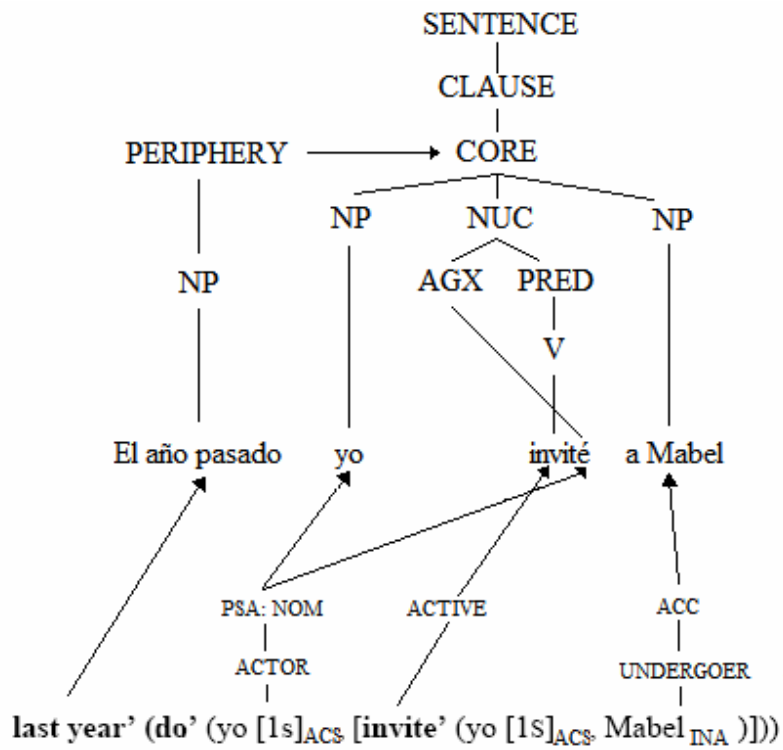 SENTENCE
CLAUSE
PERIPHERY CORE
NP NUC NP
NP AGX PRED
V
El año pasado yo invité a Mabel
PSA: NOM ACTIVE ACC
ACTOR UNDERGOER
last year’ (do’ (yo [1s]ACS, [invite’ (yo [1S]ACS, Mabel INA )]))